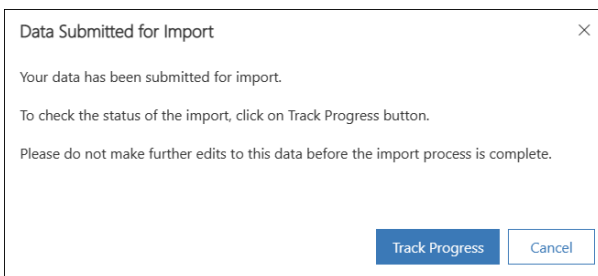 Data Submitted for Import
Your data has been submitted for import.
To check the status of the import, click on Track Progress button.
Please do not make further edits to this data before the import process is complete.
Track Progress
Cancel